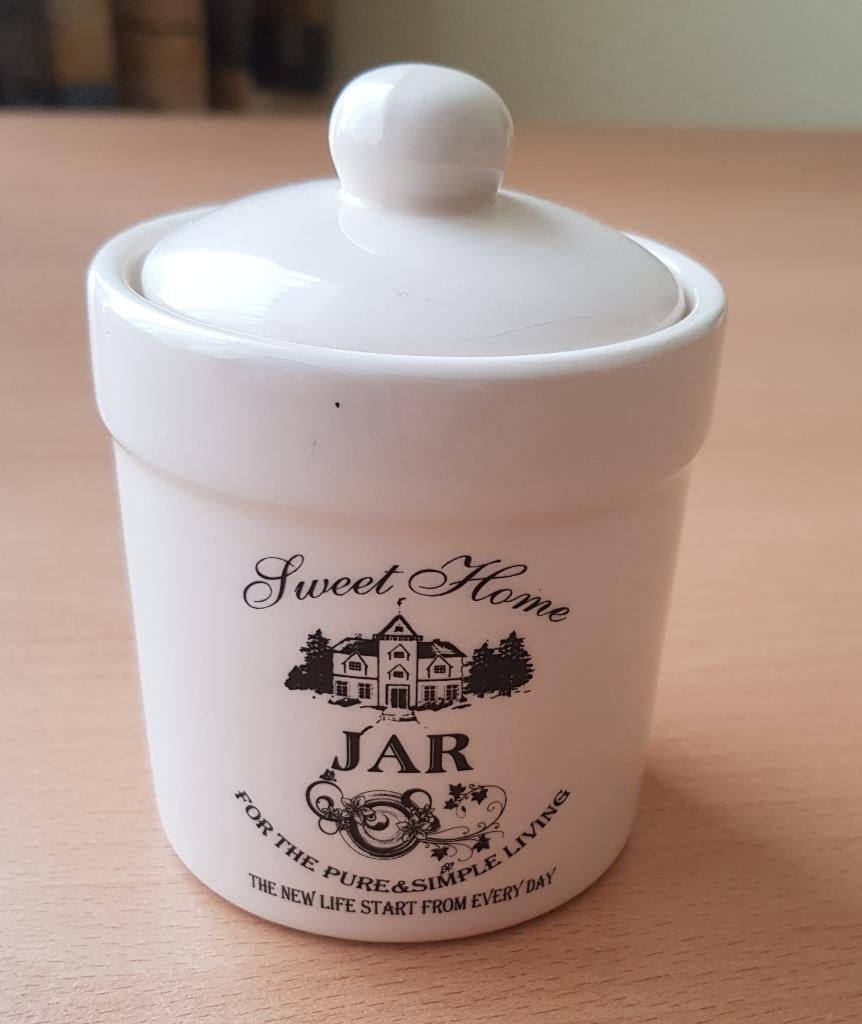 Sweet Home
JAR
FOR THE PURE&SIMPLE LIVING
THE NEW LIFE START FROM EVERY DAY